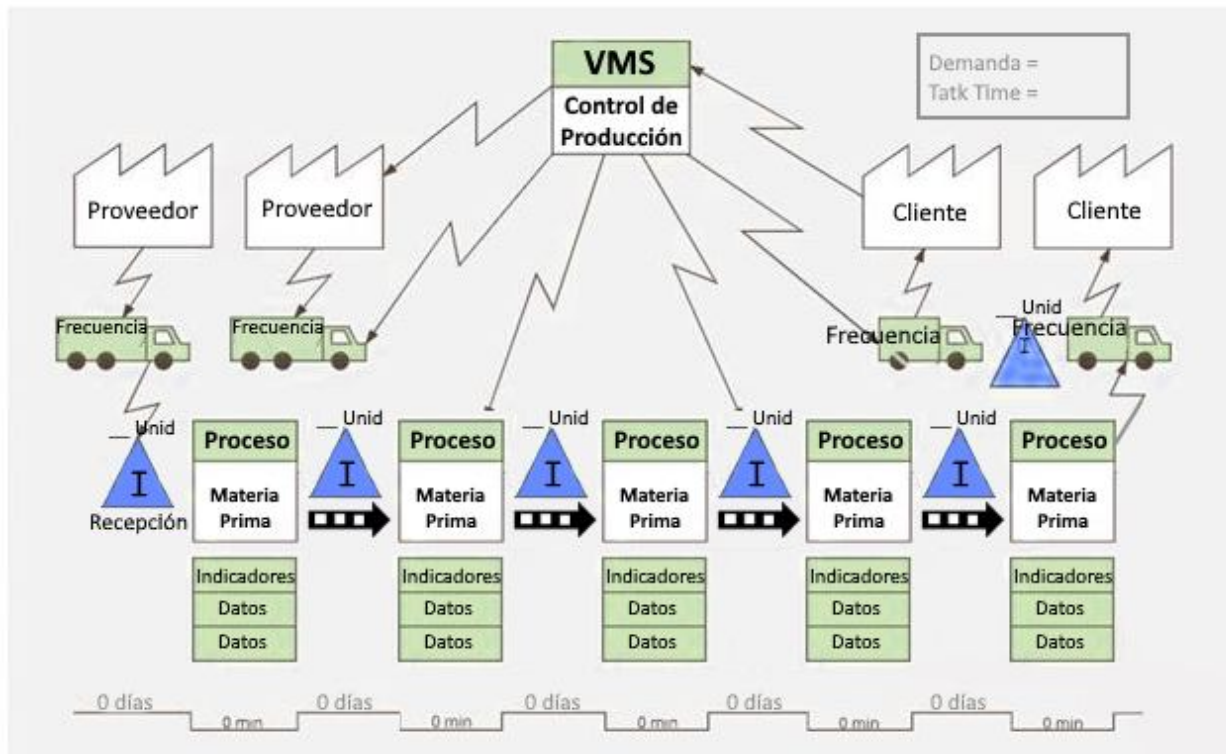 VMS
Control de
Producción
Demanda =
Tatk Time =
Proveedor
Proveedor
Cliente
Cliente
Frecuencia
Frecuencia
Frecuencia
__ Unid
Frecuencia
I
__ Unid
I
Recepción
Proceso
Materia
Prima
__ Unid
I
Proceso
Materia
Prima
__ Unid
I
Proceso
Materia
Prima
__ Unid
I
Proceso
Materia
Prima
__ Unid
I
Proceso
Materia
Prima
Indicadores
Datos
Datos
Indicadores
Datos
Datos
Indicadores
Datos
Datos
Indicadores
Datos
Datos
Indicadores
Datos
Datos
0 días
0 min
0 días
0 min
0 días
0 min
0 días
0 min
0 días
0 min